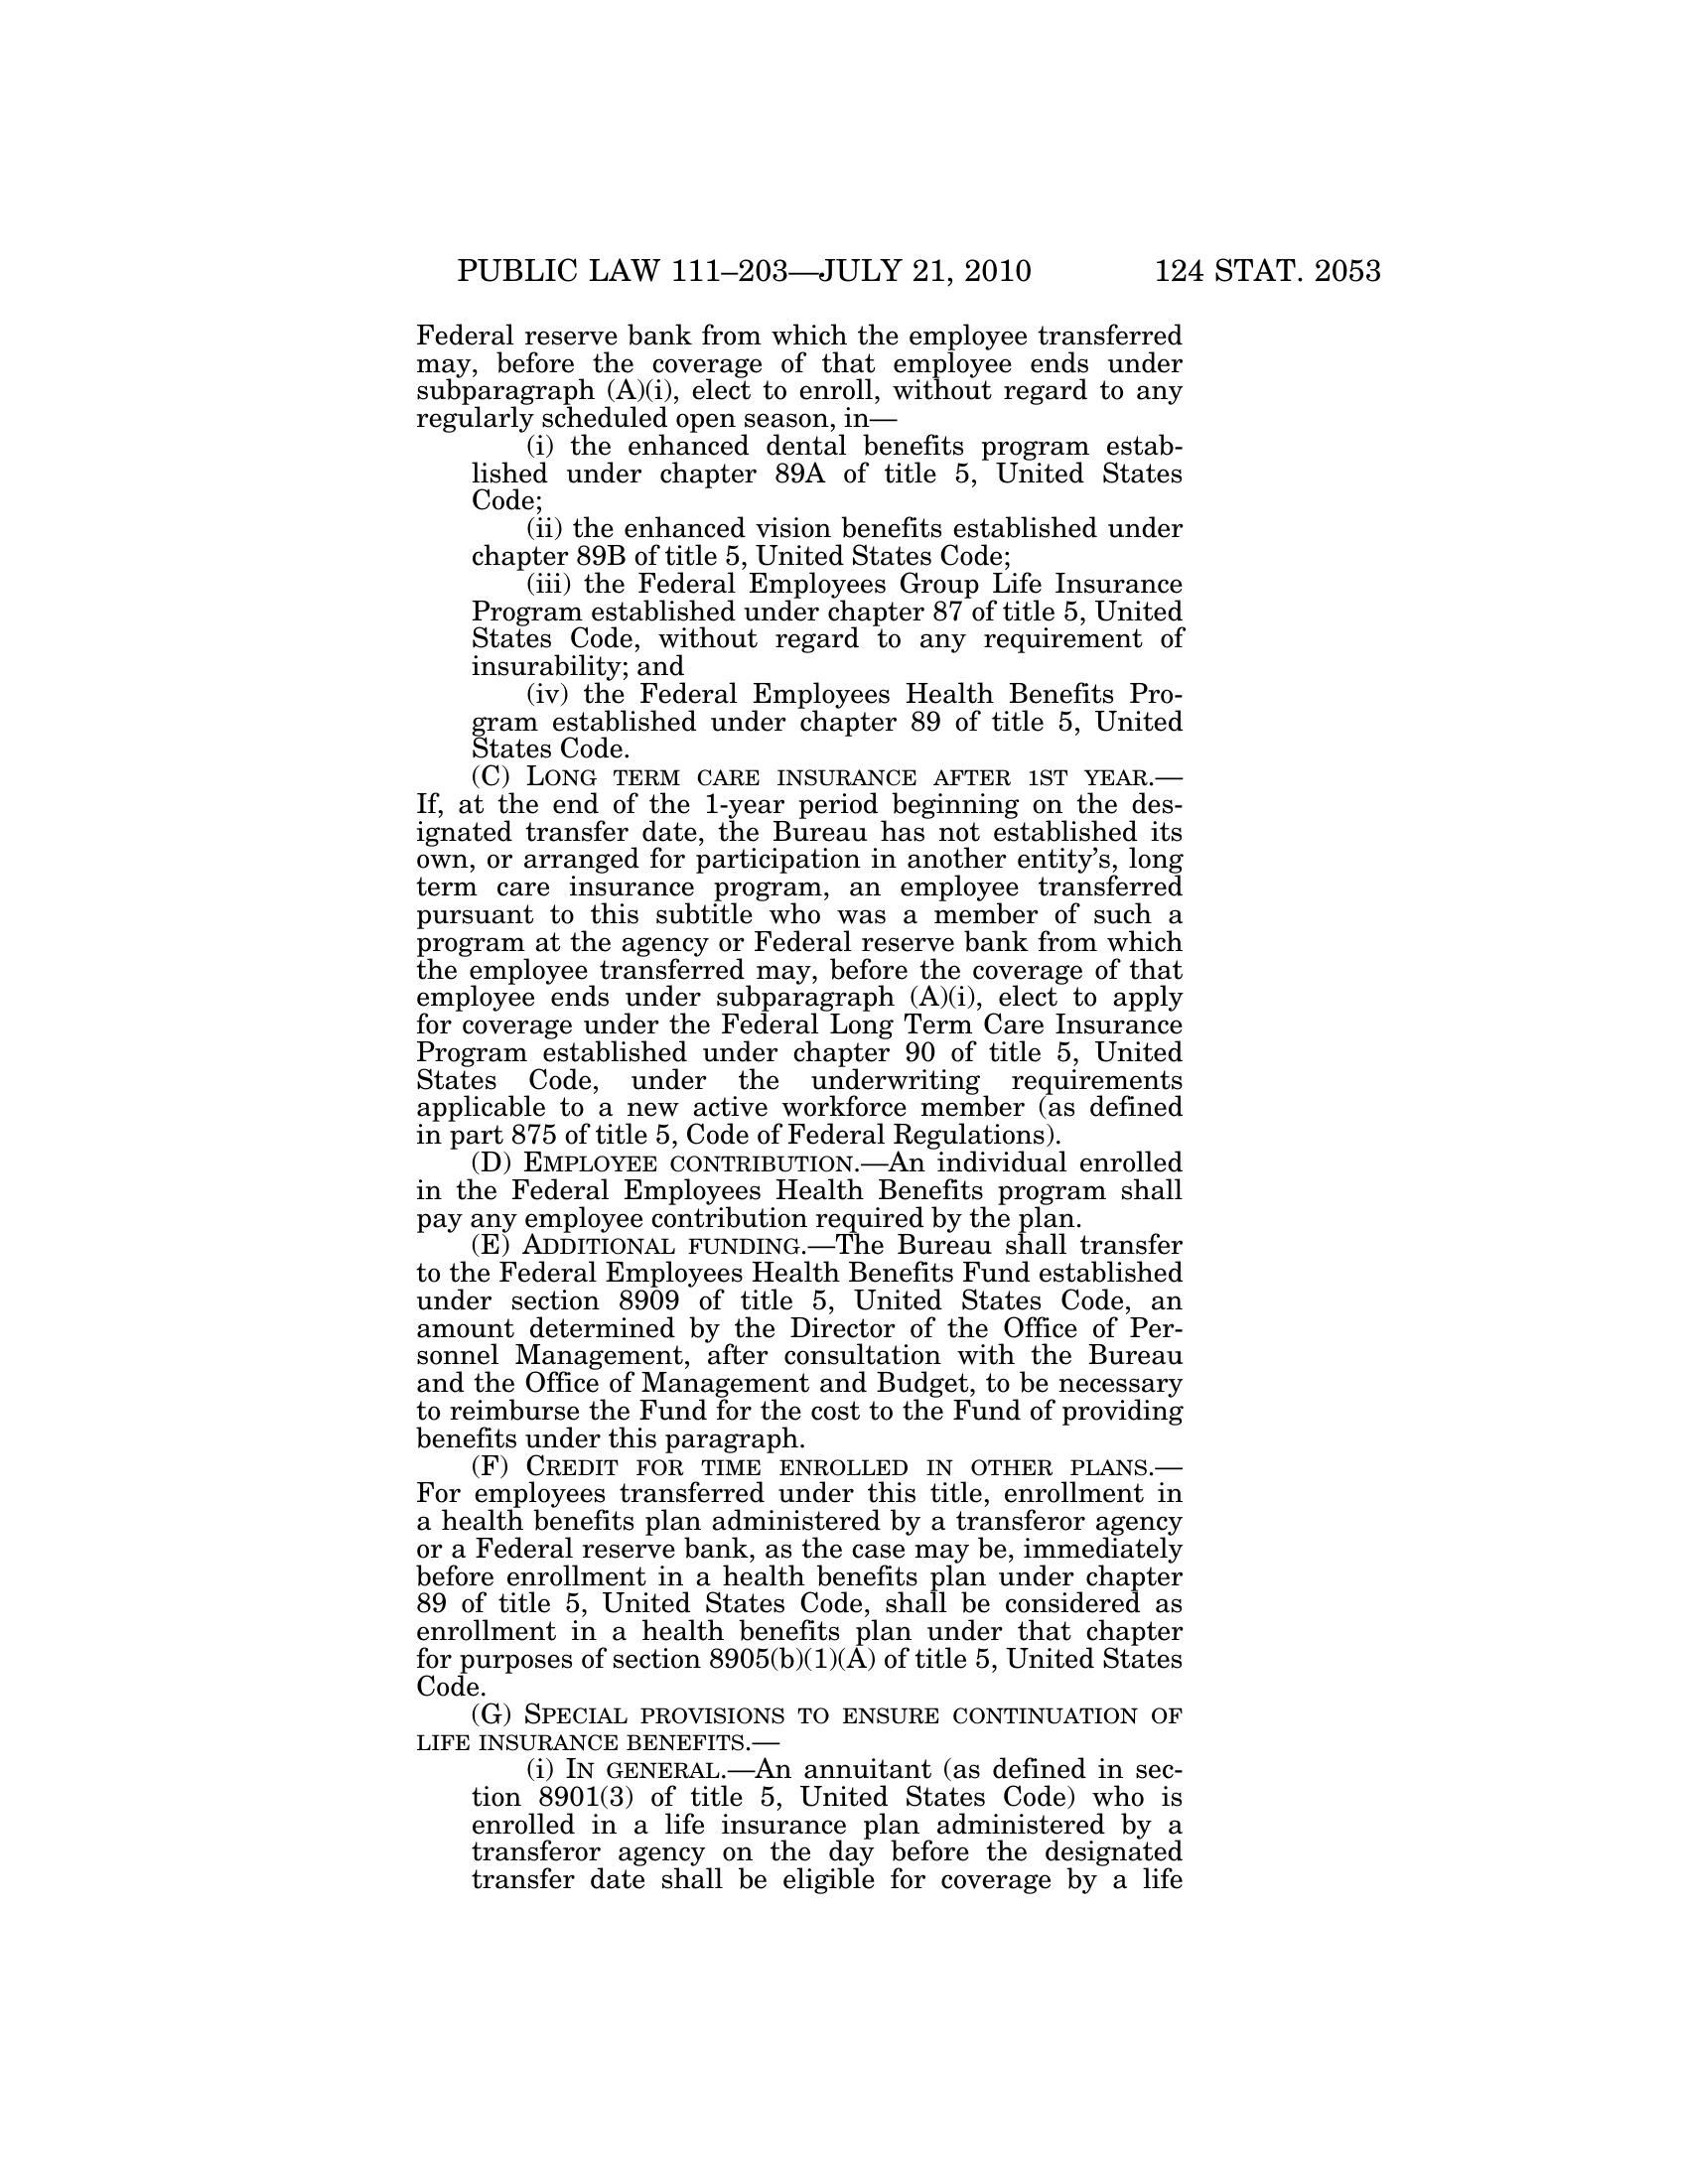 PUBLIC LAW 111–203—JULY 21, 2010 124 STAT. 2053
Federal reserve bank from which the employee transferred
may, before the coverage of that employee ends under
subparagraph (A)(i), elect to enroll, without regard to any
regularly scheduled open season, in—
(i) the enhanced dental benefits program estab-
lished under chapter 89A of title 5, United States
Code;
(ii) the enhanced vision benefits established under
chapter 89B of title 5, United States Code;
(iii) the Federal Employees Group Life Insurance
Program established under chapter 87 of title 5, United
States Code, without regard to any requirement of
insurability; and
(iv) the Federal Employees Health Benefits Pro-
gram established under chapter 89 of title 5, United
States Code.
(C) LONG TERM CARE INSURANCE AFTER 1ST YEAR.—
If, at the end of the 1-year period beginning on the des-
ignated transfer date, the Bureau has not established its
own, or arranged for participation in another entity’s, long
term care insurance program, an employee transferred
pursuant to this subtitle who was a member of such a
program at the agency or Federal reserve bank from which
the employee transferred may, before the coverage of that
employee ends under subparagraph (A)(i), elect to apply
for coverage under the Federal Long Term Care Insurance
Program established under chapter 90 of title 5, United
States Code, under the underwriting requirements
applicable to a new active workforce member (as defined
in part 875 of title 5, Code of Federal Regulations).
(D) EMPLOYEE CONTRIBUTION.—An individual enrolled
in the Federal Employees Health Benefits program shall
pay any employee contribution required by the plan.
(E) ADDITIONAL FUNDING.—The Bureau shall transfer
to the Federal Employees Health Benefits Fund established
under section 8909 of title 5, United States Code, an
amount determined by the Director of the Office of Per-
sonnel Management, after consultation with the Bureau
and the Office of Management and Budget, to be necessary
to reimburse the Fund for the cost to the Fund of providing
benefits under this paragraph.
(F) CREDIT FOR TIME ENROLLED IN OTHER PLANS.—
For employees transferred under this title, enrollment in
a health benefits plan administered by a transferor agency
or a Federal reserve bank, as the case may be, immediately
before enrollment in a health benefits plan under chapter
89 of title 5, United States Code, shall be considered as
enrollment in a health benefits plan under that chapter
for purposes of section 8905(b)(1)(A) of title 5, United States
Code.
(G) SPECIAL PROVISIONS TO ENSURE CONTINUATION OF
LIFE INSURANCE BENEFITS.—
(i) IN GENERAL.—An annuitant (as defined in sec-
tion 8901(3) of title 5, United States Code) who is
enrolled in a life insurance plan administered by a
transferor agency on the day before the designated
transfer date shall be eligible for coverage by a life